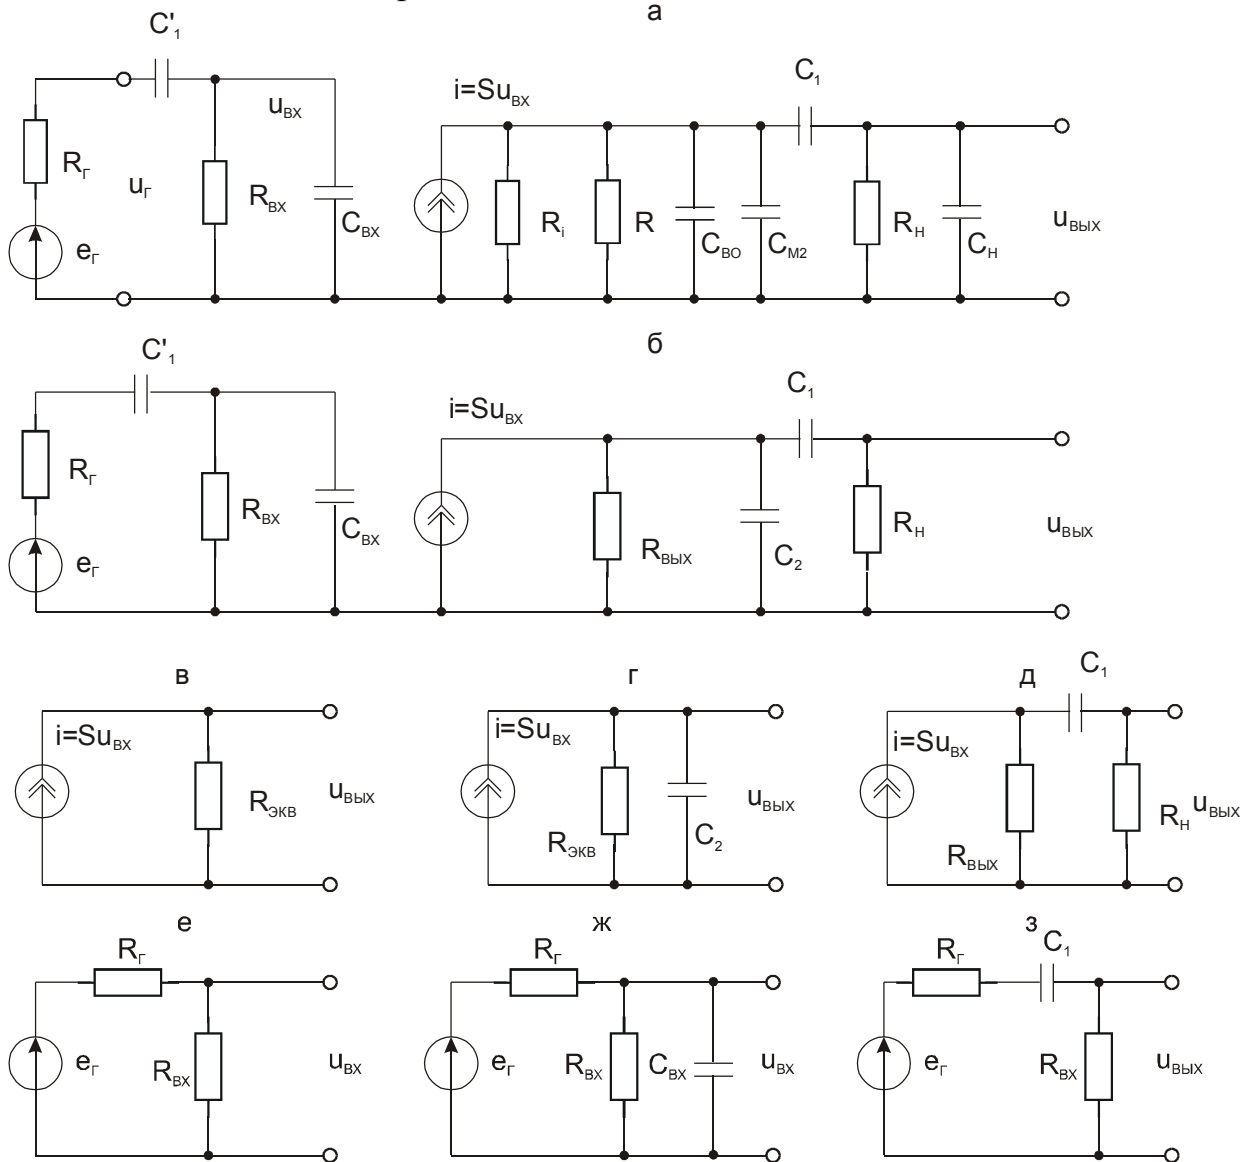 а
C'₁
Rг
eг
uг
Rвх
uвх
Cвх
i=Suвх
Ri
R
Cво
Cм2
C₁
Rн
Cн
uвых
б
C'₁
Rг
eг
Rвх
Cвх
i=Suвх
Rвых
C₂
C₁
Rн
uвых
в
i=Suвх
Rэкв
uвых
г
i=Suвх
Rэкв
C₂
uвых
д
C₁
i=Suвх
Rвых
Rн
uвых
е
Rг
eг
Rвх
uвх
ж
Rг
eг
Rвх
Cвх
uвх
з
Rг
C₁
eг
Rвх
uвых